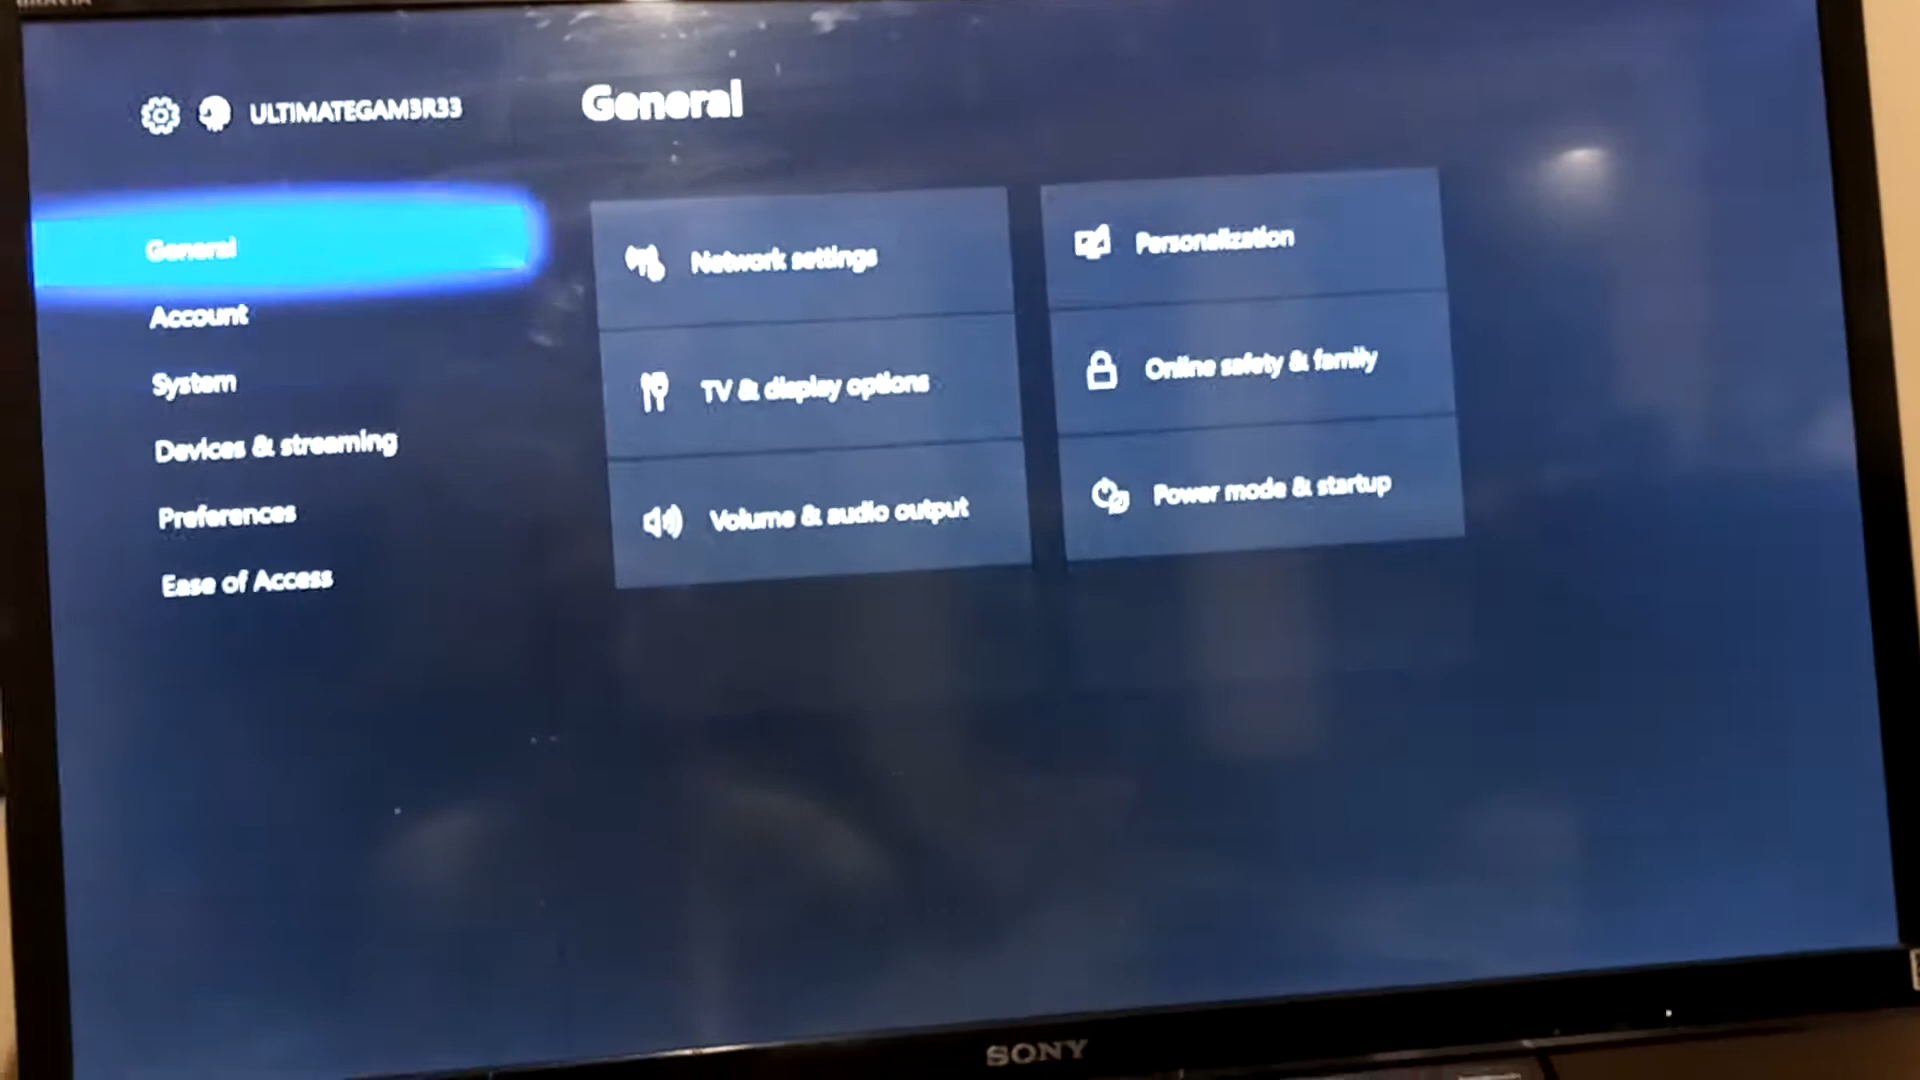 BRAVIA
ULTIMATEGAM3R33
General
General
Account
System
Devices & streaming
Preferences
Ease of Access
Network settings
TV & display options
Volume & audio output
Personalization
Online safety & family
Power mode & startup
SONY